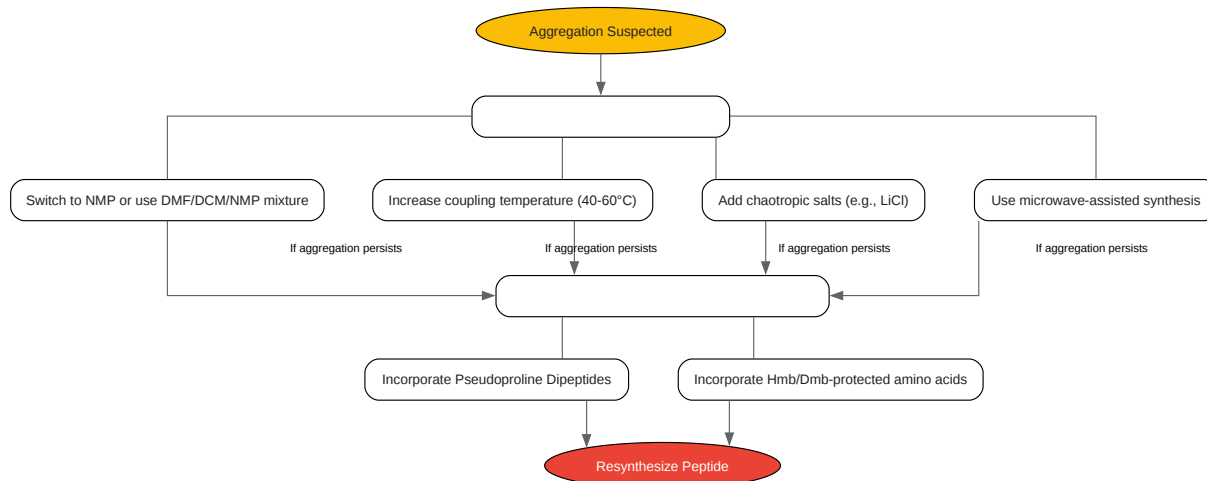 Aggregation Suspected
Switch to NMP or use DMF/DCM/NMP mixture
Increase coupling temperature (40-60°C)
Add chaotropic salts (e.g., LiCl)
Use microwave-assisted synthesis
If aggregation persists
If aggregation persists
If aggregation persists
If aggregation persists
Incorporate Pseudoproline Dipeptides
Incorporate Hmb/Dmb-protected amino acids
Resynthesize Peptide